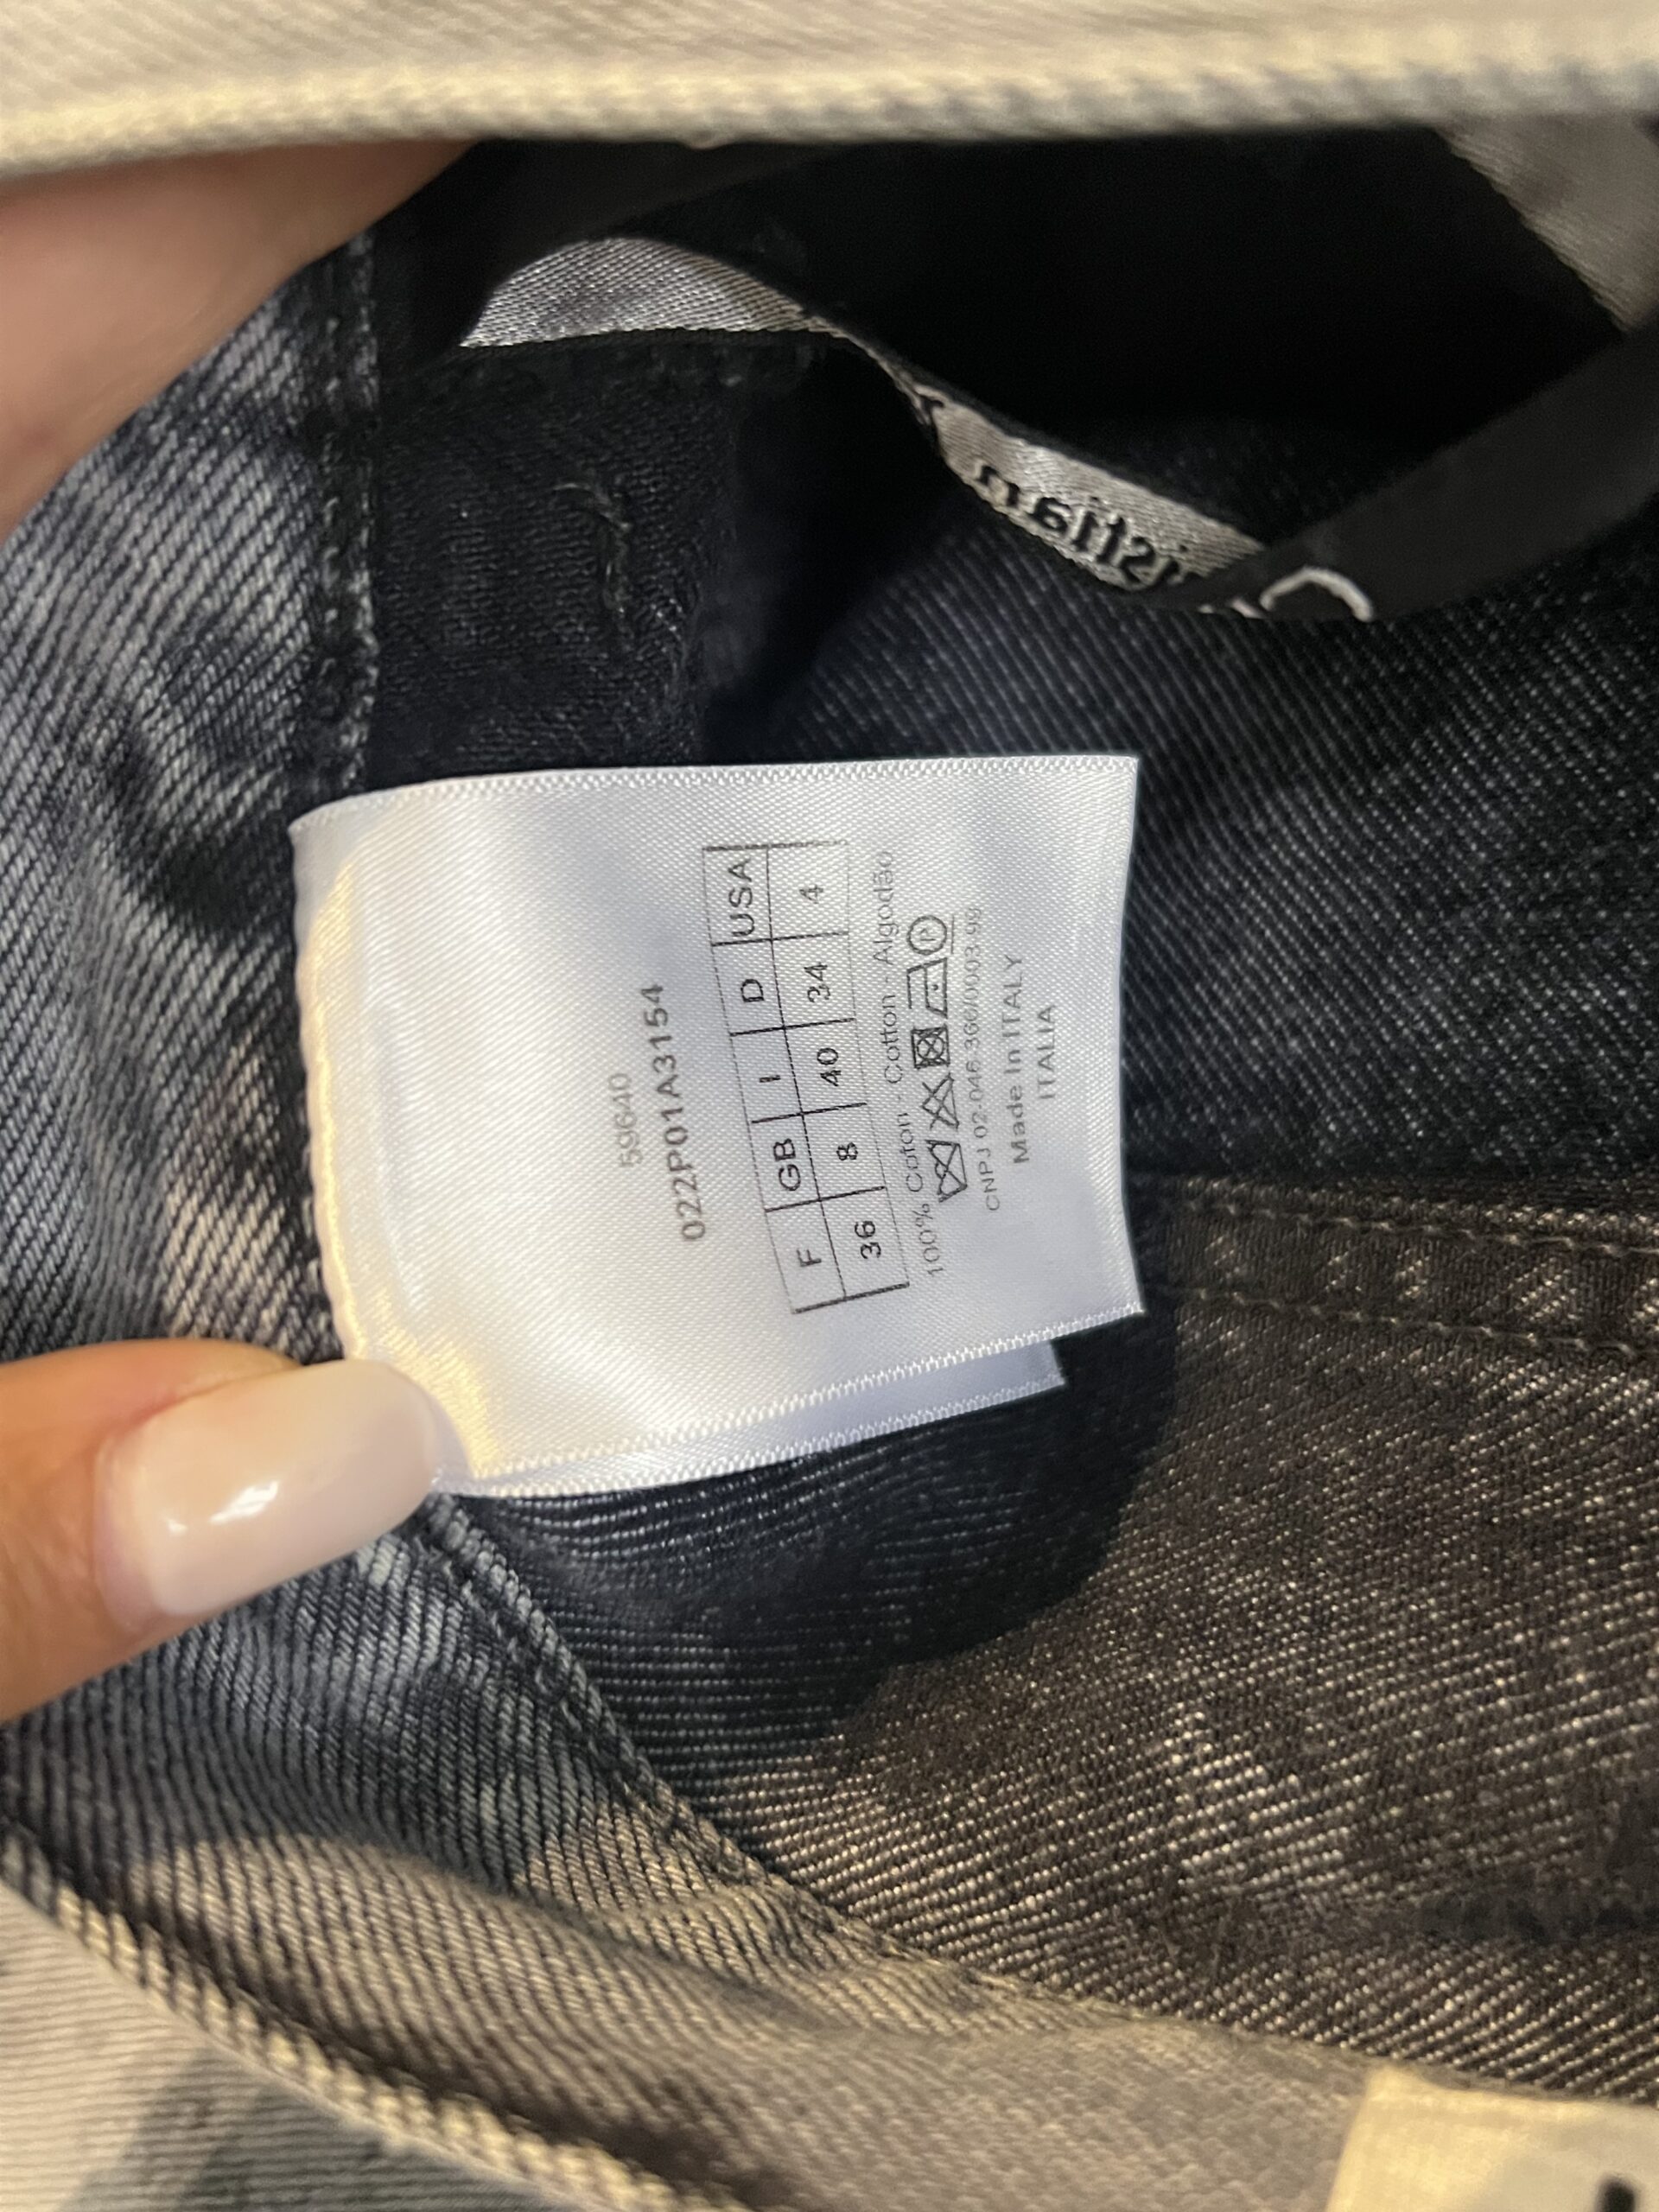 59640
022P01A3154
F GB I D USA
36 8 40 34 4
100% Coton - Cotton - Algodão
CNPJ 02.046.366/0003-96
Made in ITALY
ITALIA